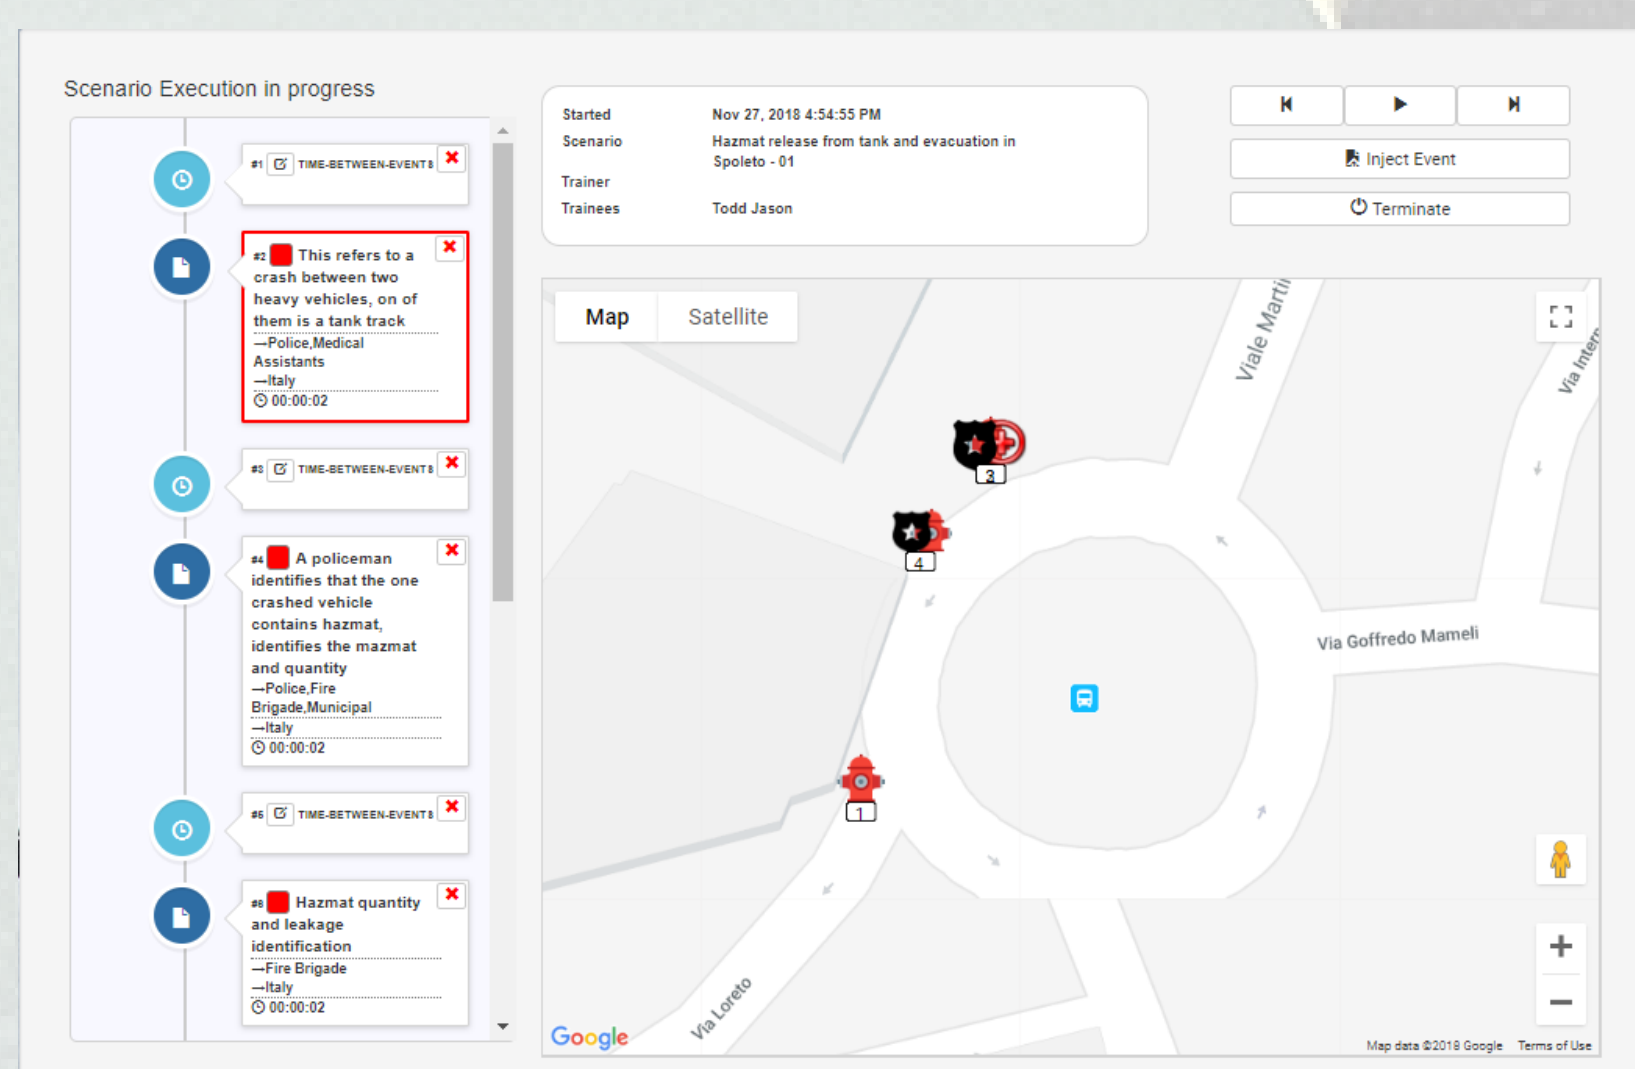 Scenario Execution in progress
#1 TIME-BETWEEN-EVENTS
#2 This refers to a
crash between two
heavy vehicles, on of
them is a tank track
→Police,Medical
Assistants
→Italy
00:00:02
#3 TIME-BETWEEN-EVENTS
#4 A policeman
identifies that the one
crashed vehicle
contains hazmat,
identifies the mazmat
and quantity
→Police,Fire
Brigade,Municipal
→Italy
00:00:02
#5 TIME-BETWEEN-EVENTS
#6 Hazmat quantity
and leakage
identification
→Fire Brigade
→Italy
00:00:02
Started Nov 27, 2018 4:54:55 PM
Scenario Hazmat release from tank and evacuation in
Spoleto - 01
Trainer
Trainees Todd Jason
Inject Event
Terminate
Map Satellite
Viale Marti
Via Intern
3
4
Via Goffredo Mameli
1
Via Loreto
Google
Map data ©2018 Google Terms of Use